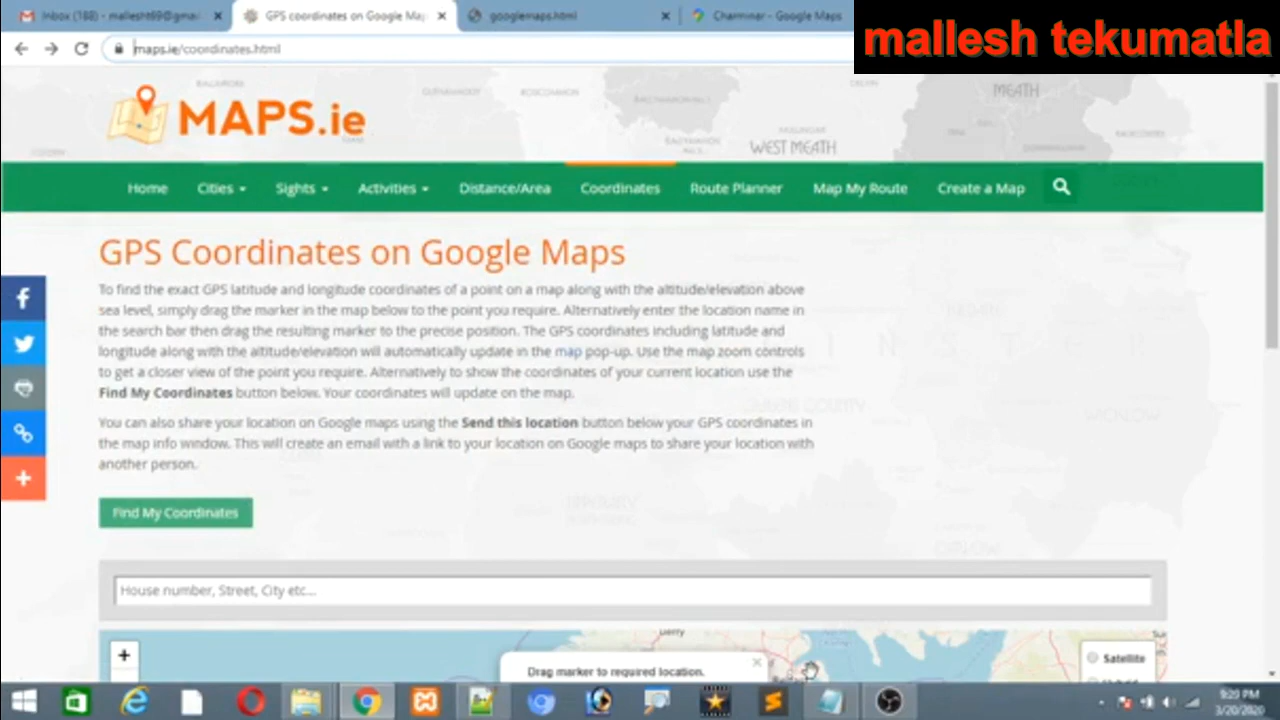 Inbox (188) - mallesht69@gmai
GPS coordinates on Google Ma
googlemaps.html
Charminar - Google Maps
mallesh tekumatla
maps.ie/coordinates.html
MEATH
WEST MEATH
MAPS.ie
Home
Cities
Sights
Activities
Distance/Area
Coordinates
Route Planner
Map My Route
Create a Map
GPS Coordinates on Google Maps
To find the exact GPS latitude and longitude coordinates of a point on a map along with the altitude/elevation above
sea level, simply drag the marker in the map below to the point you require. Alternatively enter the location name in
the search bar then drag the resulting marker to the precise position. The GPS coordinates including latitude and
longitude along with the altitude/elevation will automatically update in the map pop-up. Use the map zoom controls
to get a closer view of the point you require. Alternatively to show the coordinates of your current location use the
Find My Coordinates button below. Your coordinates will update on the map.
You can also share your location on Google maps using the Send this location button below your GPS coordinates in
the map info window. This will create an email with a link to your location on Google maps to share your location with
another person.
Find My Coordinates
House number, Street, City etc...
Derry
+
Drag marker to required location.
Satellite
9:29 PM
3/20/2020